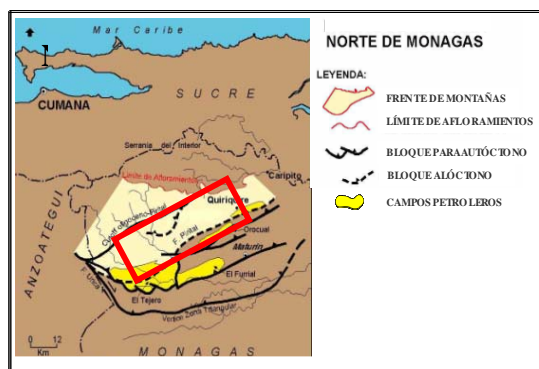 Mar Caribe
CUMANA
SUCRE
Serranía del Interior
Caripito
Límite de Afloramientos
Quiriquire
F. Pirital
Orocual
Maturín
El Furrial
F. Urica
El Tejero
ANZOATEGUI
0 12
Km
MONAGAS
NORTE DE MONAGAS
LEYENDA:
FRENTE DE MONTAÑAS
LÍMITE DE AFLORAMIENTOS
BLOQUE PARAAUTÓCTONO
BLOQUE ALÓCTONO
CAMPOS PETROLEROS